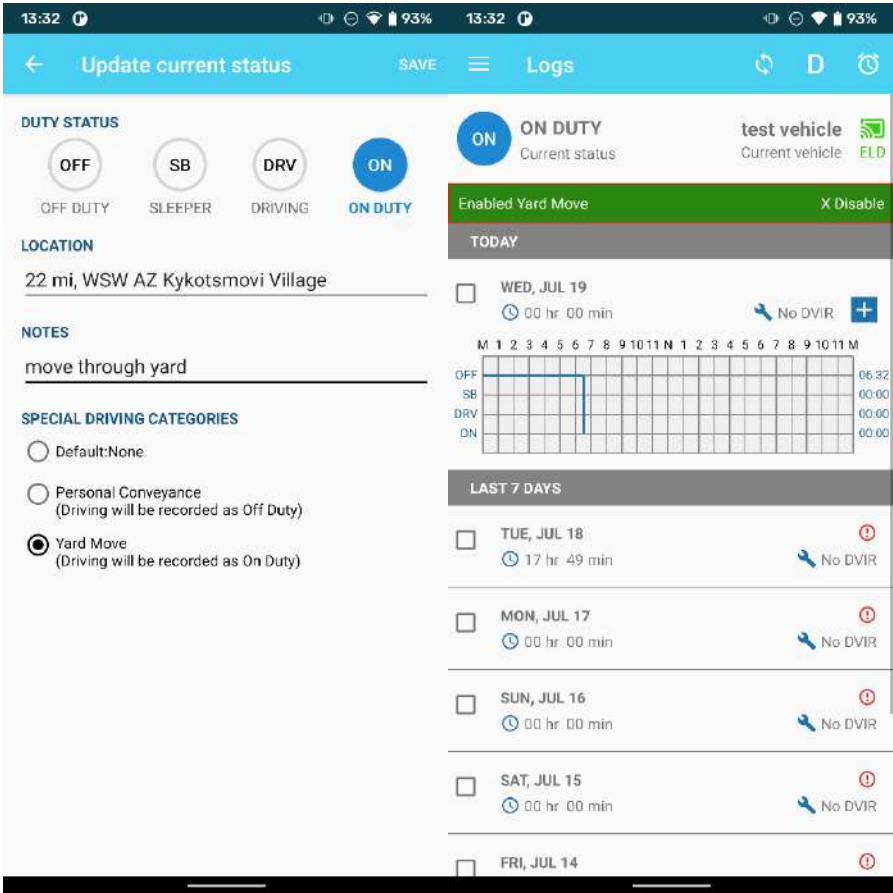 13:32
93%
Update current status
SAVE
DUTY STATUS
OFF
SB
DRV
ON
OFF DUTY
SLEEPER
DRIVING
ON DUTY
LOCATION
22 mi, WSW AZ Kykotsmovi Village
NOTES
move through yard
SPECIAL DRIVING CATEGORIES
Default:None
Personal Conveyance
(Driving will be recorded as Off Duty)
Yard Move
(Driving will be recorded as On Duty)
13:32
93%
Logs
D
ON
ON DUTY
Current status
test vehicle
Current vehicle
ELD
Enabled Yard Move
X Disable
TODAY
WED, JUL 19
00 hr 00 min
No DVIR
M 1 2 3 4 5 6 7 8 9 10 11 N 1 2 3 4 5 6 7 8 9 10 11 M
OFF 06:32
SB 00:00
DRV 00:00
ON 00:00
LAST 7 DAYS
TUE, JUL 18
17 hr 49 min
No DVIR
MON, JUL 17
00 hr 00 min
No DVIR
SUN, JUL 16
00 hr 00 min
No DVIR
SAT, JUL 15
00 hr 00 min
No DVIR
FRI, JUL 14